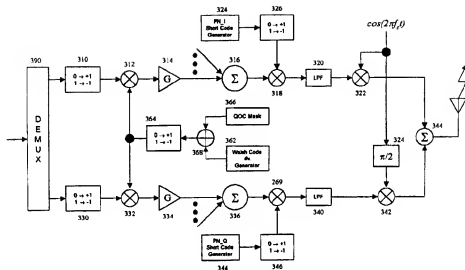 324
326
PN_I
Short Code
Generator
0 → +1
1 → -1
cos(2πf_c t)
390
310
312
314
316
320
0 → +1
1 → -1
G
Σ
318
LPF
322
DEMUX
364
366
QOC Mask
0 → +1
1 → -1
368
362
Walsh Code
Generator
324
π/2
344
Σ
330
332
334
336
269
340
342
0 → +1
1 → -1
G
Σ
LPF
PN_Q
Short Code
Generator
0 → +1
1 → -1
344
346